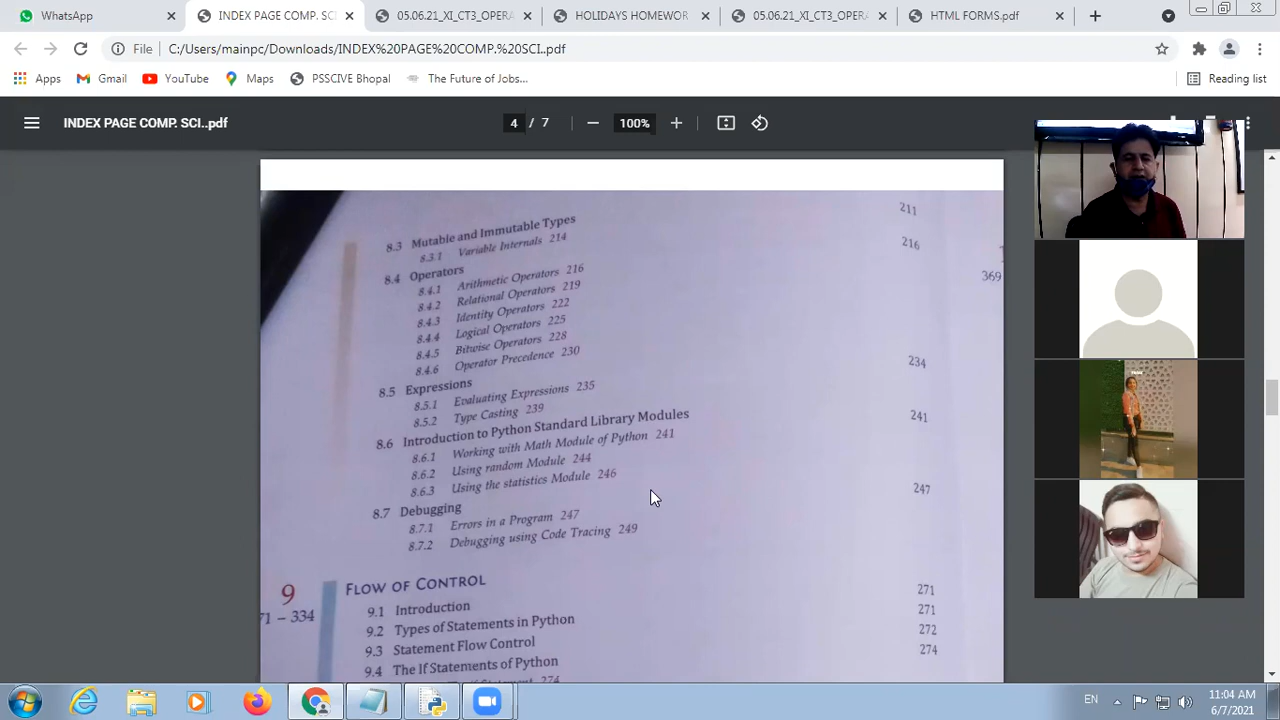 WhatsApp
INDEX PAGE COMP. SCI
05.06.21_XI_CT3_OPERA
HOLIDAYS HOMEWOR
05.06.21_XI_CT3_OPERA
HTML FORMS.pdf
File
C:/Users/mainpc/Downloads/INDEX%20PAGE%20COMP.%20SCI..pdf
Apps
Gmail
YouTube
Maps
PSSCIVE Bhopal
The Future of Jobs...
Reading list
INDEX PAGE COMP. SCI..pdf
4 / 7
100%
211
8.3 Mutable and Immutable Types 216
8.3.1 Variable Internals 214
8.4 Operators
369
8.4.1 Arithmetic Operators 216
8.4.2 Relational Operators 219
8.4.3 Identity Operators 222
8.4.4 Logical Operators 225
8.4.5 Bitwise Operators 228
8.4.6 Operator Precedence 230
234
8.5 Expressions
8.5.1 Evaluating Expressions 235
8.5.2 Type Casting 239
241
8.6 Introduction to Python Standard Library Modules
8.6.1 Working with Math Module of Python 241
8.6.2 Using random Module 244
8.6.3 Using the statistics Module 246
247
8.7 Debugging
8.7.1 Errors in a Program 247
8.7.2 Debugging using Code Tracing 249
9 FLOW OF CONTROL
71 – 334
271
9.1 Introduction 271
9.2 Types of Statements in Python 272
9.3 Statement Flow Control 274
9.4 The If Statements of Python
EN
11:04 AM
6/7/2021